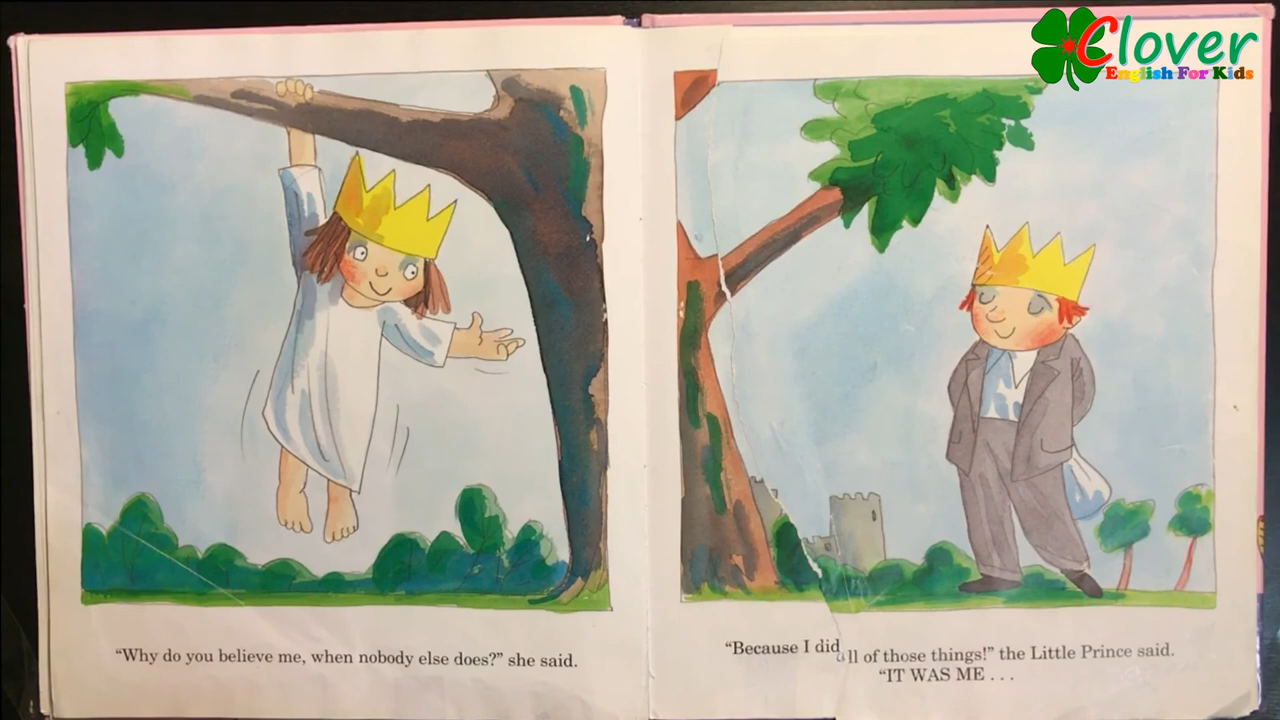 Clover
English For Kids
“Why do you believe me, when nobody else does?” she said.
“Because I did all of those things!” the Little Prince said.
“IT WAS ME . . .